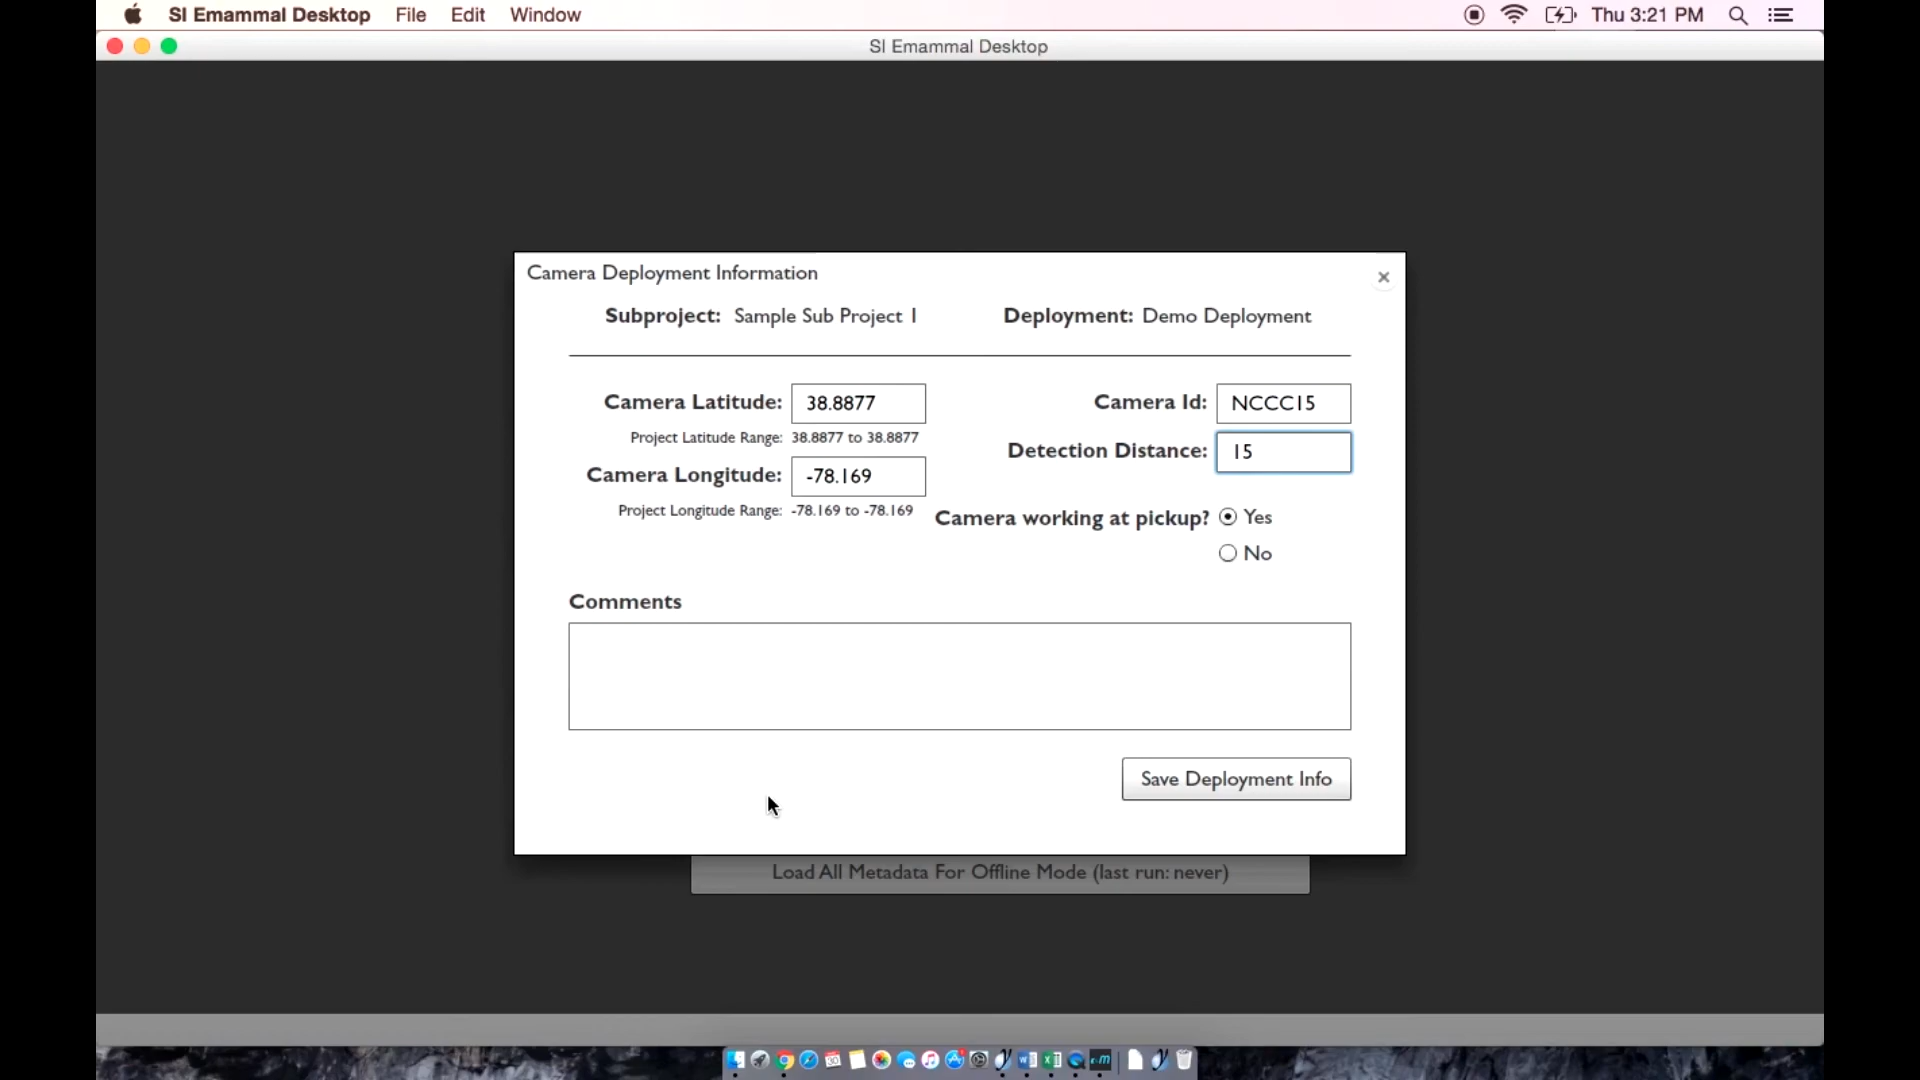 SI Emammal Desktop File Edit Window Thu 3:21 PM
SI Emammal Desktop
Camera Deployment Information
×
Subproject: Sample Sub Project 1 Deployment: Demo Deployment
Camera Latitude: 38.8877 Camera Id: NCCC15
Project Latitude Range: 38.8877 to 38.8877
Detection Distance: 15
Camera Longitude: -78.169
Project Longitude Range: -78.169 to -78.169
Camera working at pickup? Yes
No
Comments
Save Deployment Info
Load All Metadata For Offline Mode (last run: never)